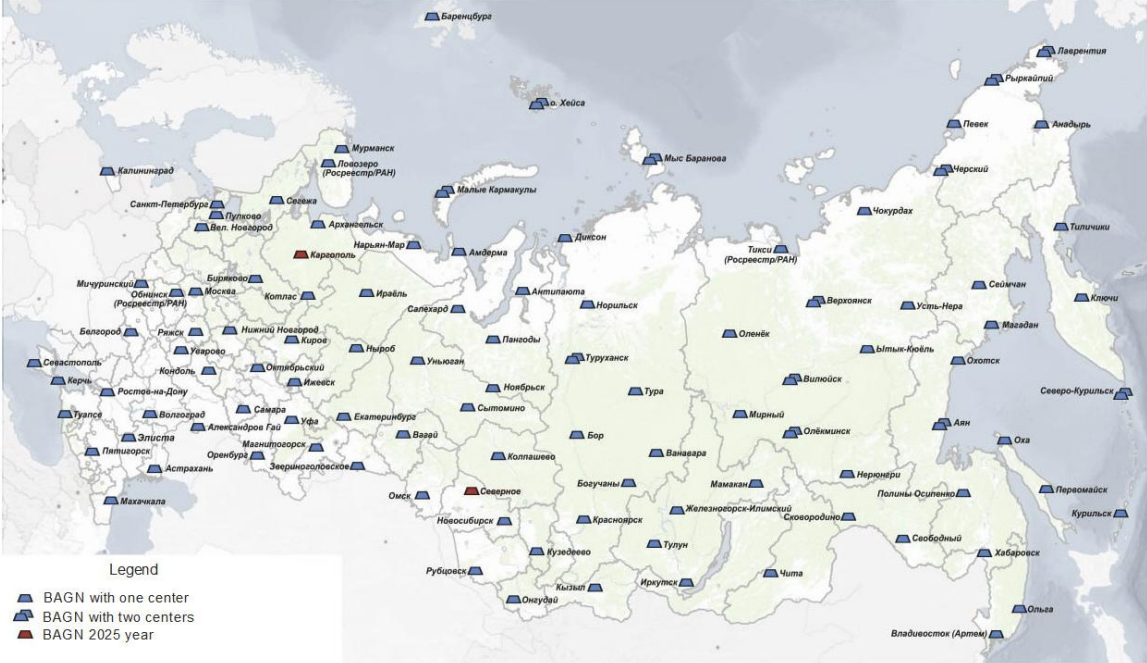 Баренцбург
Лаврентия
Рыркайпий
о. Хейса
Певек
Анадырь
Мурманск
Ловозеро
(Росреестр/РАН)
Мыс Баранова
Калининград
Черский
Малые Кармакулы
Санкт-Петербург
Сегежа
Пулково
Чокурдах
Вел. Новгород
Архангельск
Тиличики
Нарьян-Мар
Диксон
Каргополь
Амдерма
Тикси
(Росреестр/РАН)
Мичуринский
Биряково
Обнинск
(Росреестр/РАН)
Москва
Котлас
Ираёль
Антипаюта
Сеймчан
Ключи
Салехард
Норильск
Верхоянск
Усть-Нера
Белгород
Ряжск
Нижний Новгород
Киров
Пангоды
Оленёк
Магадан
Уварово
Ныроб
Ытык-Кюёль
Севастополь
Кондоль
Октябрьский
Уньюган
Туруханск
Охотск
Керчь
Ижевск
Вилюйск
Ростов-на-Дону
Ноябрьск
Тура
Северо-Курильск
Туапсе
Волгоград
Самара
Уфа
Екатеринбург
Сытомино
Мирный
Александров Гай
Аян
Элиста
Магнитогорск
Вагай
Бор
Олёкминск
Оха
Пятигорск
Оренбург
Колпашево
Ванавара
Астрахань
Звериноголовское
Нерюнгри
Махачкала
Омск
Северное
Богучаны
Мамакан
Полины Осипенко
Первомайск
Новосибирск
Красноярск
Железногорск-Илимский
Сковородино
Курильск
Кузедеево
Тулун
Свободный
Хабаровск
Рубцовск
Кызыл
Иркутск
Чита
Онгудай
Ольга
Владивосток (Артем)
Legend
BAGN with one center
BAGN with two centers
BAGN 2025 year